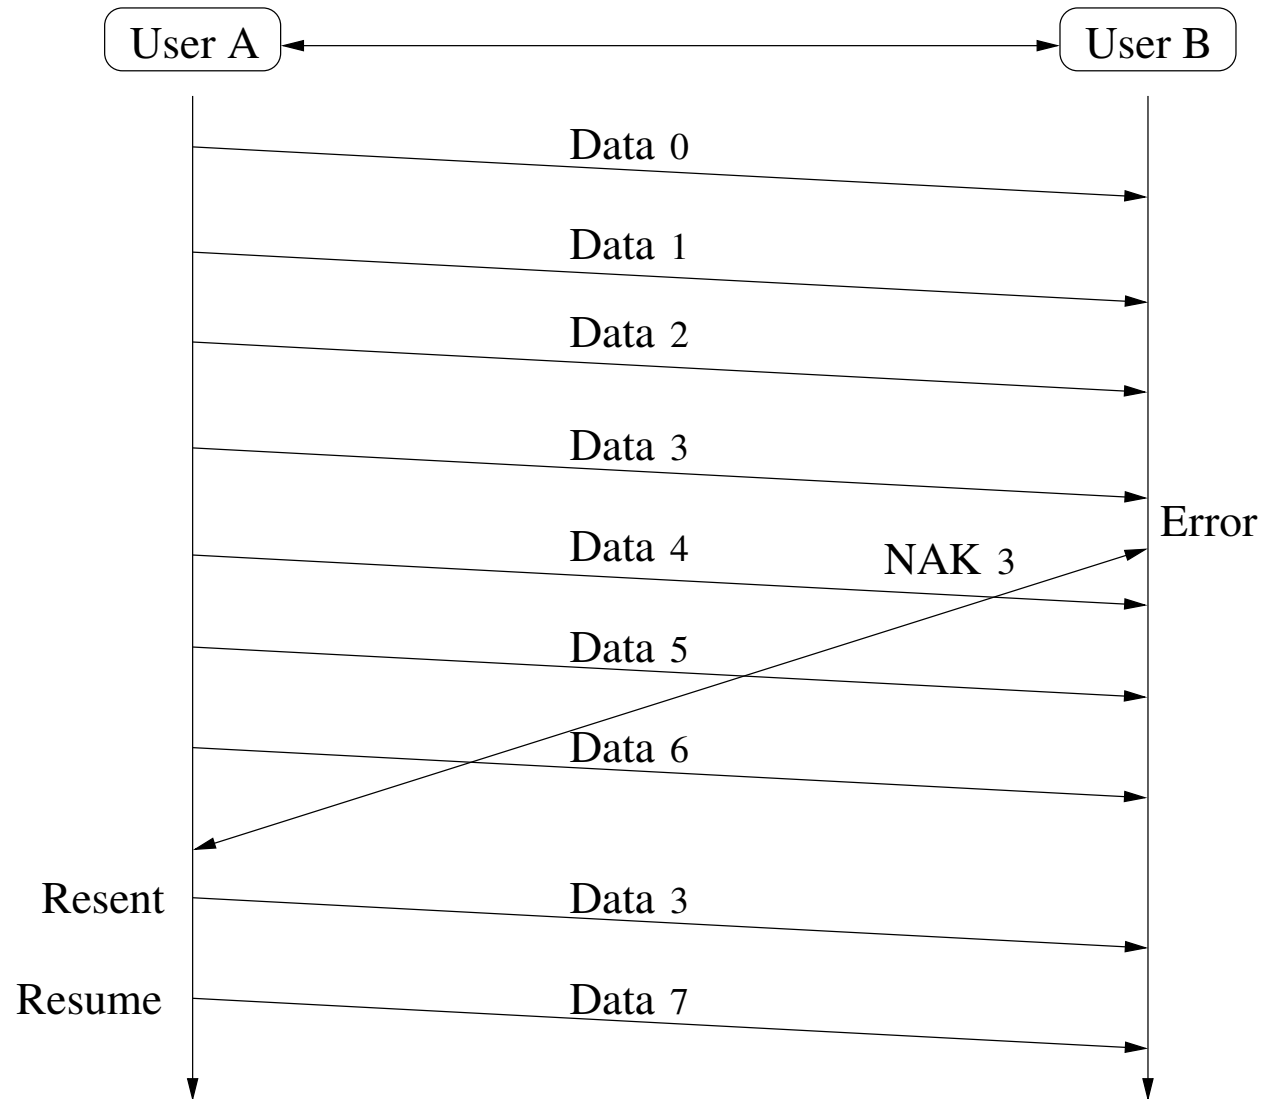 User A
User B
Data 0
Data 1
Data 2
Data 3
Error
Data 4
NAK 3
Data 5
Data 6
Resent
Data 3
Resume
Data 7